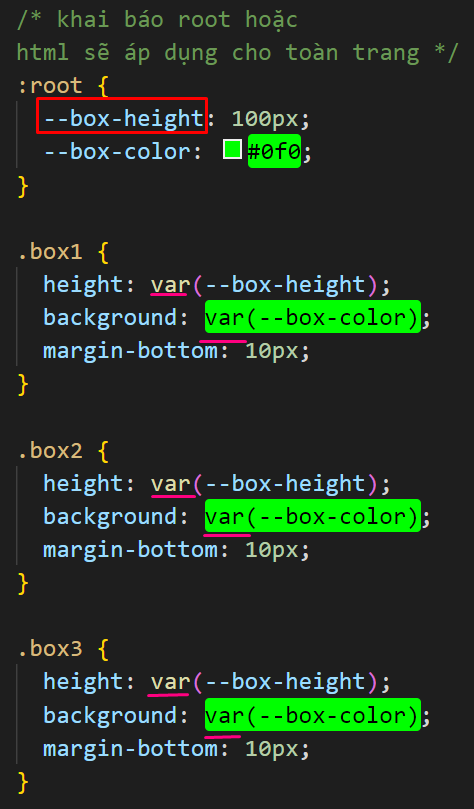 /* khai báo root hoặc
html sẽ áp dụng cho toàn trang */
:root {
  --box-height: 100px;
  --box-color: #0f0;
}

.box1 {
  height: var(--box-height);
  background: var(--box-color);
  margin-bottom: 10px;
}

.box2 {
  height: var(--box-height);
  background: var(--box-color);
  margin-bottom: 10px;
}

.box3 {
  height: var(--box-height);
  background: var(--box-color);
  margin-bottom: 10px;
}